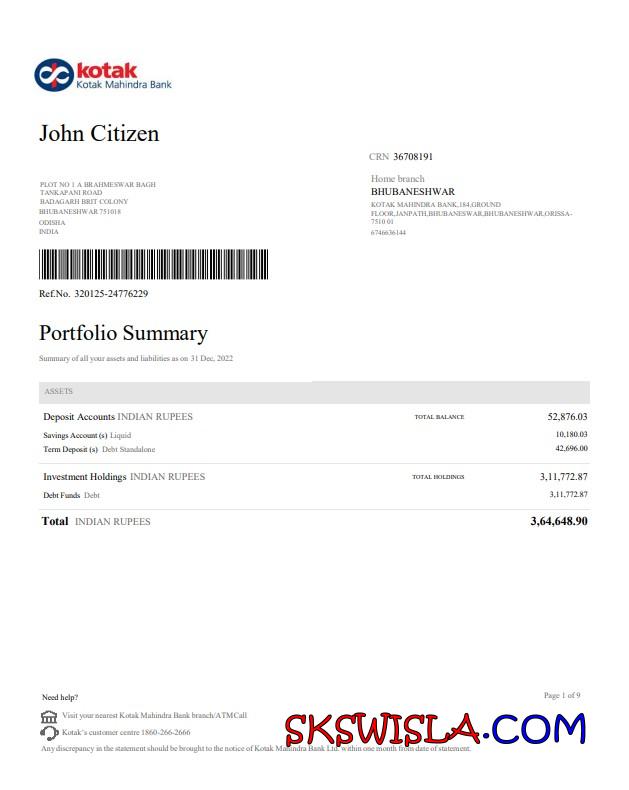 kotak
Kotak Mahindra Bank
John Citizen
CRN 36708191
Home branch
BHUBANESHWAR
PLOT NO 1 A BRAHMESWAR BAGH
TANKAPANI ROAD
BADAGARH BRIT COLONY
BHUBANESHWAR 751018
ODISHA
INDIA
KOTAK MAHINDRA BANK,184,GROUND
FLOOR,JANPATH,BHUBANESWAR,BHUBANESHWAR,ORISSA-
7510 01
6746636144
Ref.No. 320125-24776229
Portfolio Summary
Summary of all your assets and liabilities as on 31 Dec, 2022
ASSETS
Deposit Accounts INDIAN RUPEES TOTAL BALANCE 52,876.03
Savings Account (s) Liquid 10,180.03
Term Deposit (s) Debt Standalone 42,696.00
Investment Holdings INDIAN RUPEES TOTAL HOLDINGS 3,11,772.87
Debt Funds Debt 3,11,772.87
Total INDIAN RUPEES 3,64,648.90
Need help? Page 1 of 9
Visit your nearest Kotak Mahindra Bank branch/ATMCall
Kotak's customer centre 1860-266-2666
SKSWISLA.COM
Any discrepancy in the statement should be brought to the notice of Kotak Mahindra Bank Ltd. within one month from date of statement.